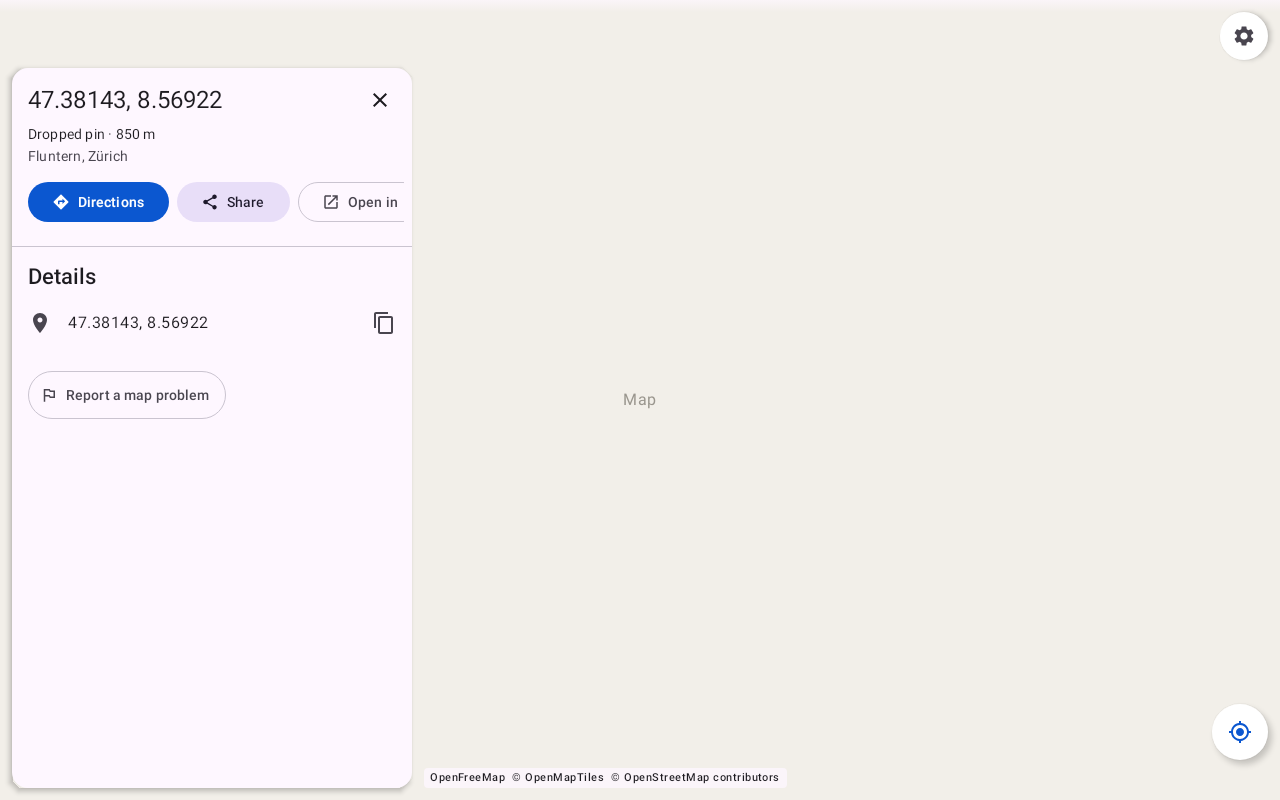 47.38143, 8.56922
Dropped pin · 850 m
Fluntern, Zürich
Directions
Share
Open in
Details
47.38143, 8.56922
Report a map problem
Map
OpenFreeMap © OpenMapTiles © OpenStreetMap contributors